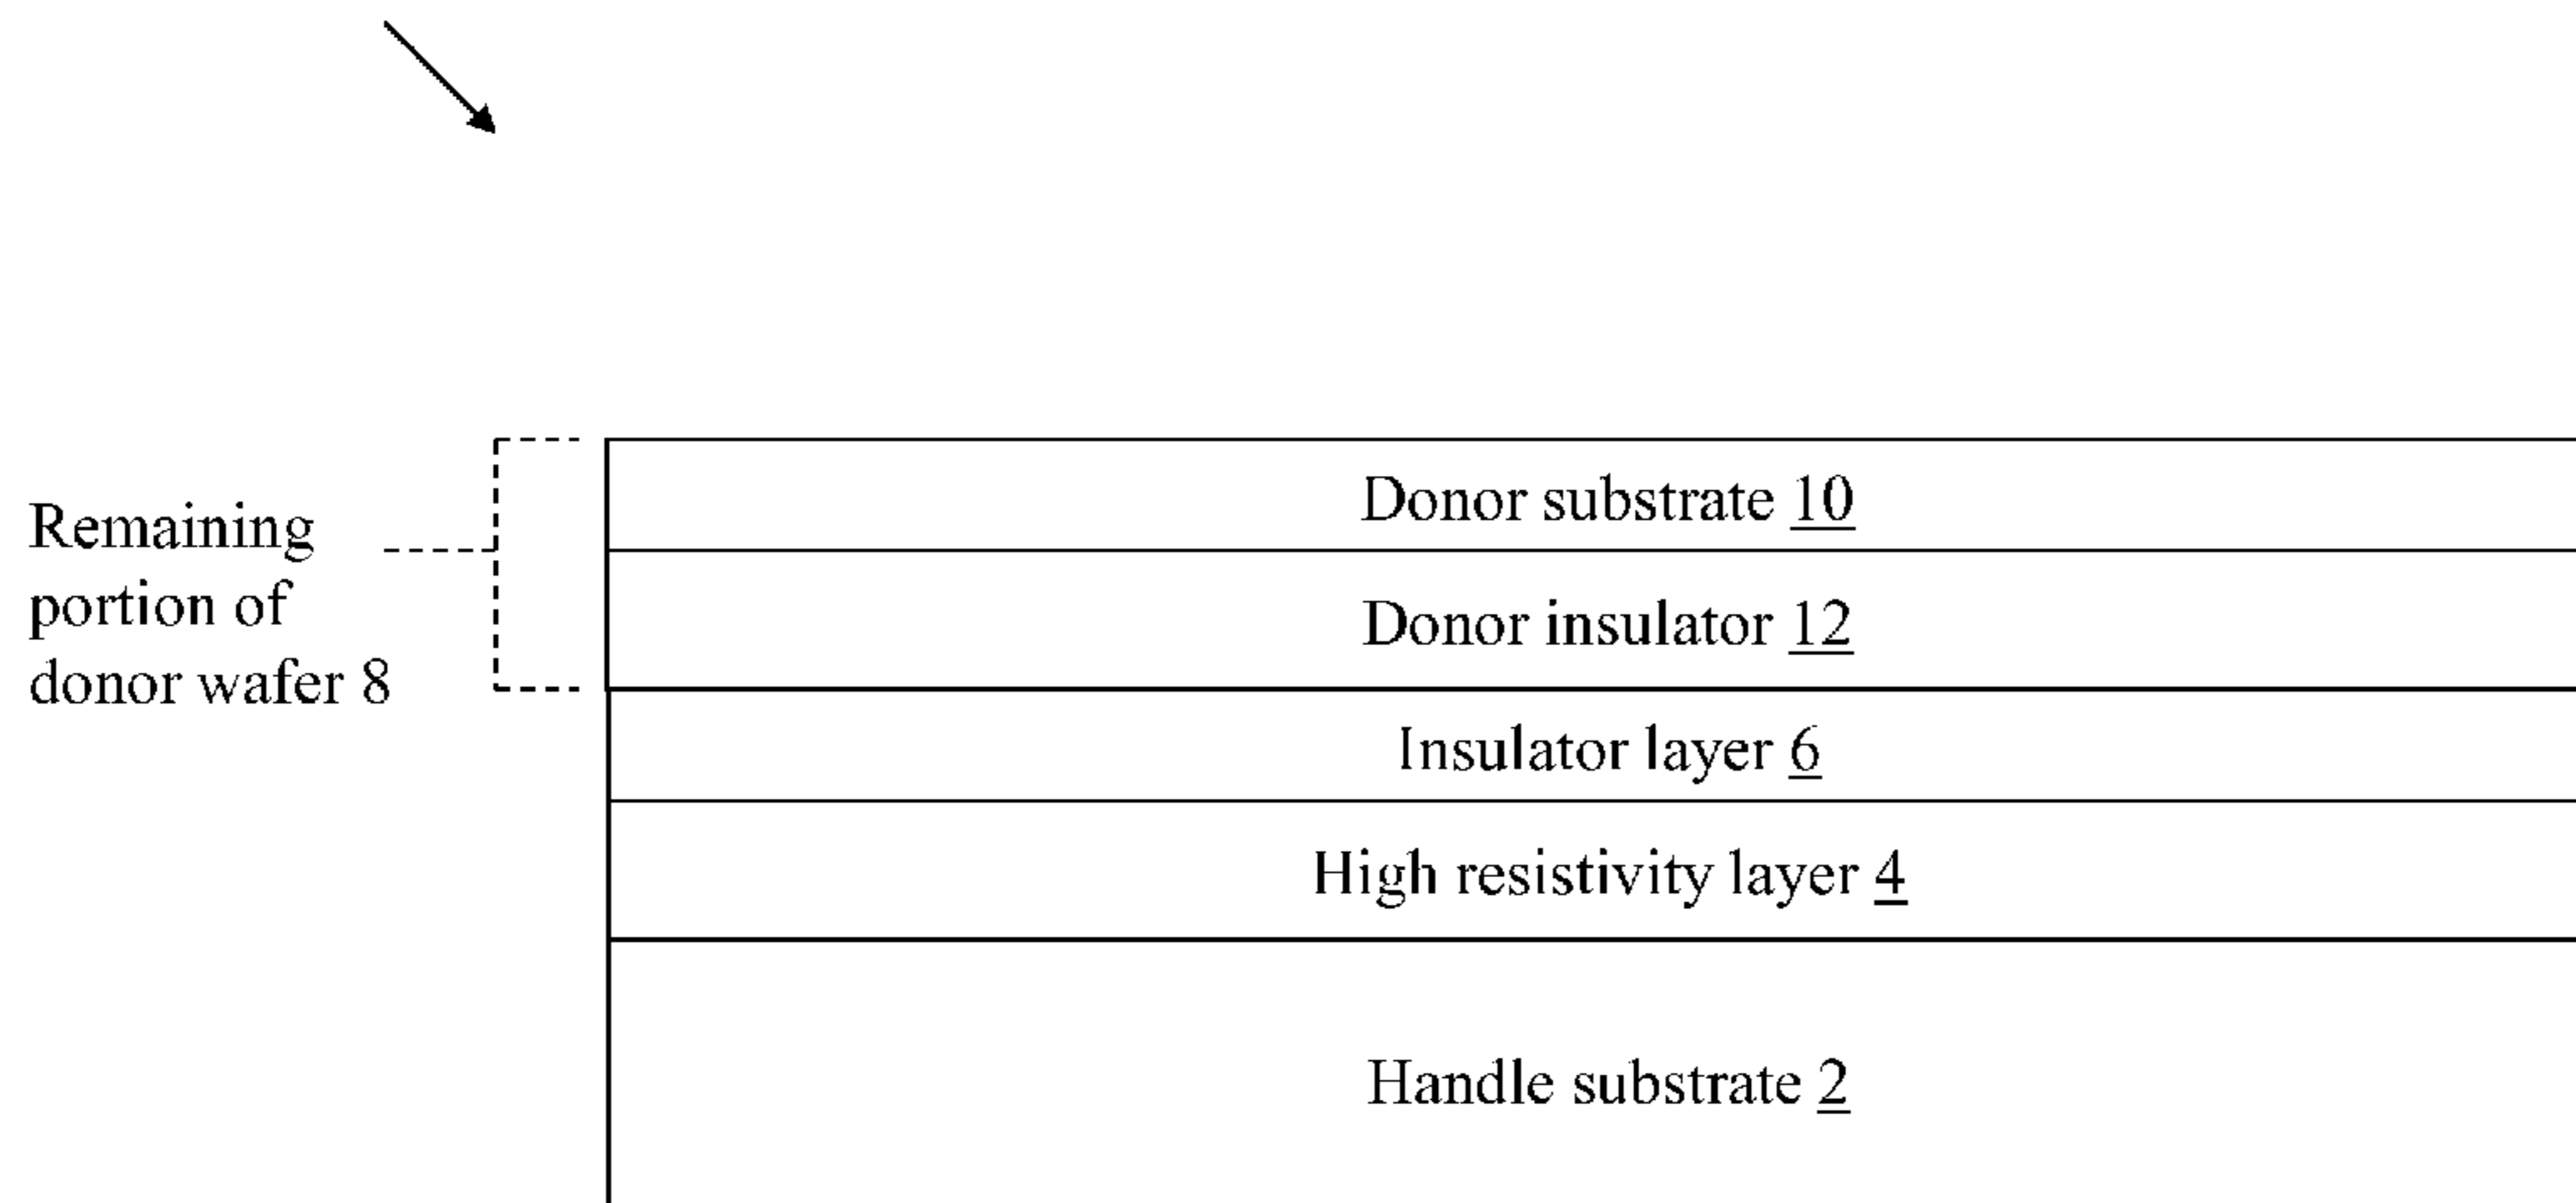 Donor substrate 10
Remaining
portion of
donor wafer 8
Donor insulator 12
Insulator layer 6
High resistivity layer 4
Handle substrate 2